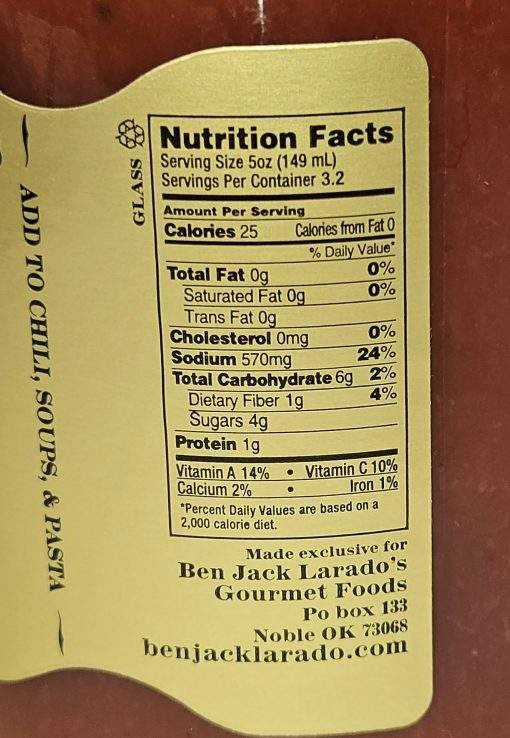 ADD TO CHILI, SOUPS, & PASTA
GLASS
Nutrition Facts
Serving Size 5oz (149 mL)
Servings Per Container 3.2
Amount Per Serving
Calories 25 Calories from Fat 0
% Daily Value*
Total Fat 0g 0%
Saturated Fat 0g 0%
Trans Fat 0g
Cholesterol 0mg 0%
Sodium 570mg 24%
Total Carbohydrate 6g 2%
Dietary Fiber 1g 4%
Sugars 4g
Protein 1g
Vitamin A 14% • Vitamin C 10%
Calcium 2% • Iron 1%
*Percent Daily Values are based on a
2,000 calorie diet.
Made exclusive for
Ben Jack Larado's
Gourmet Foods
Po box 133
Noble OK 73068
benjacklarado.com